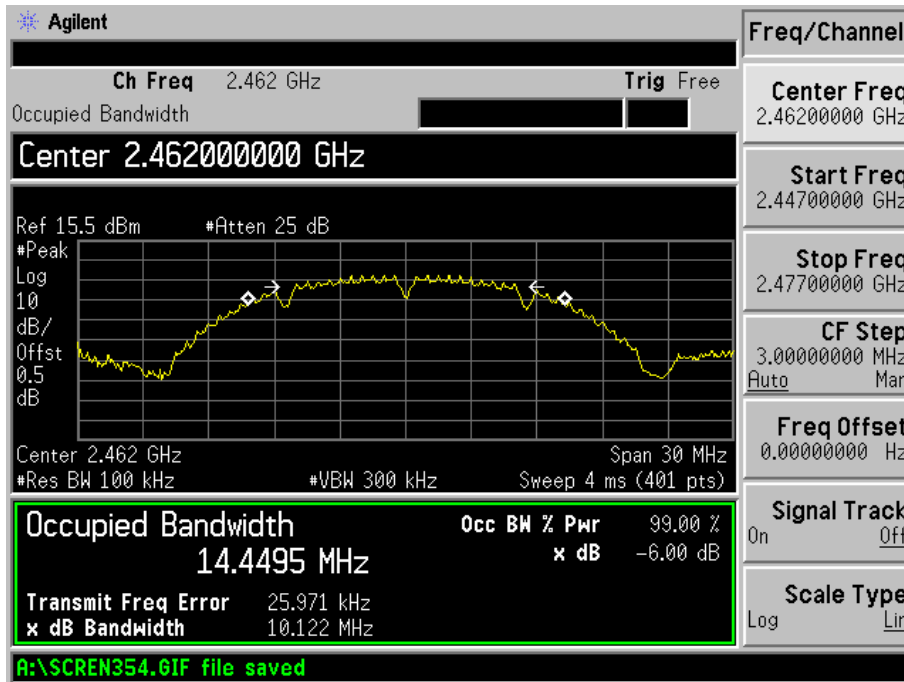 Agilent
Freq/Channel
Ch Freq 2.462 GHz Trig Free
Occupied Bandwidth
Center 2.462000000 GHz
Ref 15.5 dBm #Atten 25 dB
#Peak
Log
10
dB/
Offst
0.5
dB
Center 2.462 GHz Span 30 MHz
#Res BW 100 kHz #VBW 300 kHz Sweep 4 ms (401 pts)
Occupied Bandwidth
14.4495 MHz
Occ BW % Pwr 99.00 %
x dB -6.00 dB
Transmit Freq Error 25.971 kHz
x dB Bandwidth 10.122 MHz
A:\SCREN354.GIF file saved
Center Freq
2.46200000 GHz
Start Freq
2.44700000 GHz
Stop Freq
2.47700000 GHz
CF Step
3.00000000 MHz
Auto Man
Freq Offset
0.00000000 Hz
Signal Track
On Off
Scale Type
Log Lin